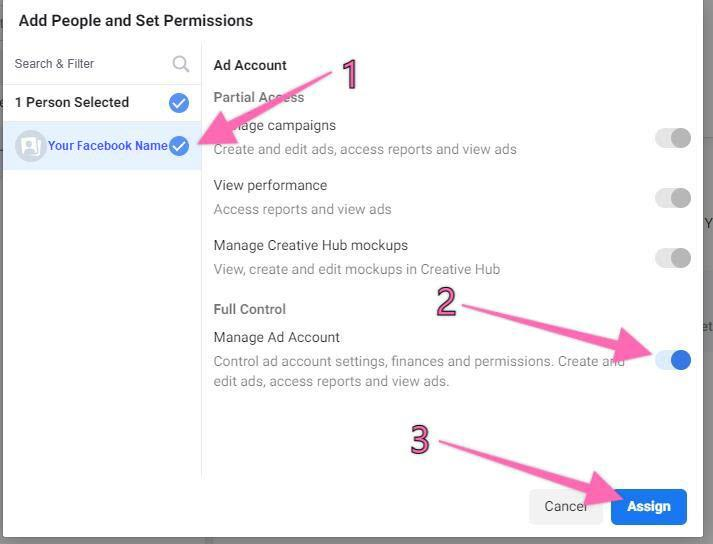 Add People and Set Permissions
Search & Filter
1 Person Selected
Your Facebook Name
Ad Account
1
Partial Access
Manage campaigns
Create and edit ads, access reports and view ads
View performance
Access reports and view ads
Manage Creative Hub mockups
View, create and edit mockups in Creative Hub
2
Full Control
Manage Ad Account
Control ad account settings, finances and permissions. Create and
edit ads, access reports and view ads.
3
Cancel
Assign